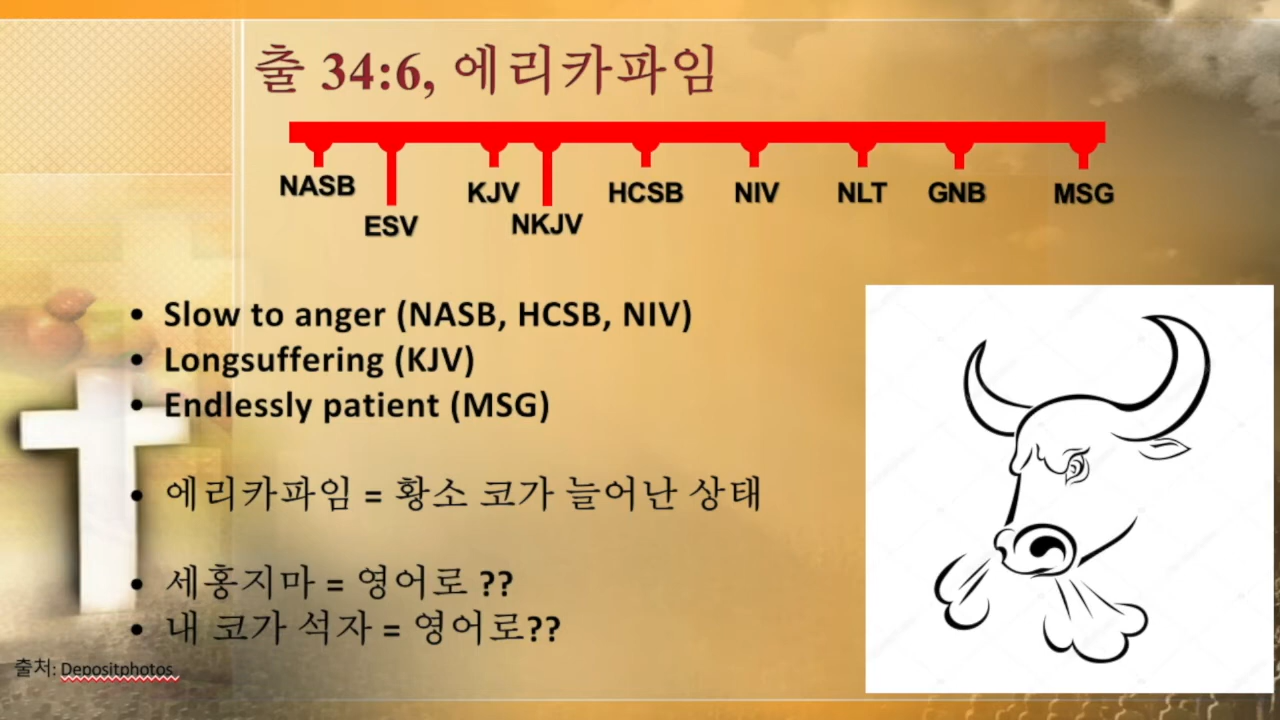 출 34:6, 에리카파임
NASB
ESV
KJV
NKJV
HCSB
NIV
NLT
GNB
MSG
• Slow to anger (NASB, HCSB, NIV)
• Longsuffering (KJV)
• Endlessly patient (MSG)
• 에리카파임 = 황소 코가 늘어난 상태
• 세홍지마 = 영어로 ??
• 내 코가 석자 = 영어로??
출처: Depositphotos